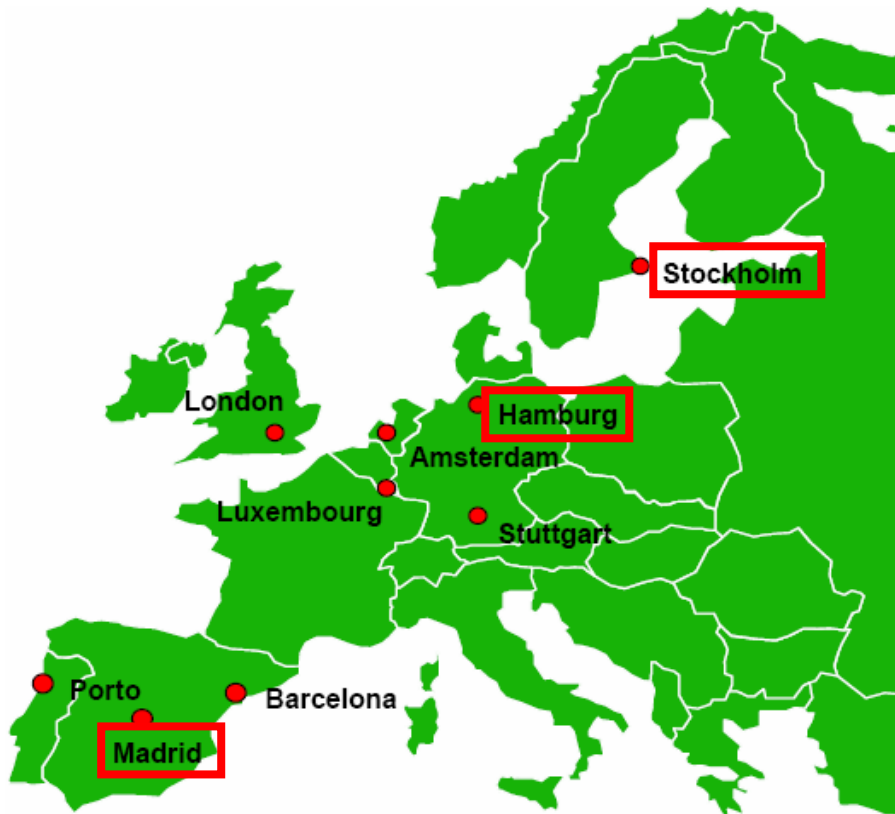 Stockholm
London
Hamburg
Amsterdam
Luxembourg
Stuttgart
Porto
Barcelona
Madrid